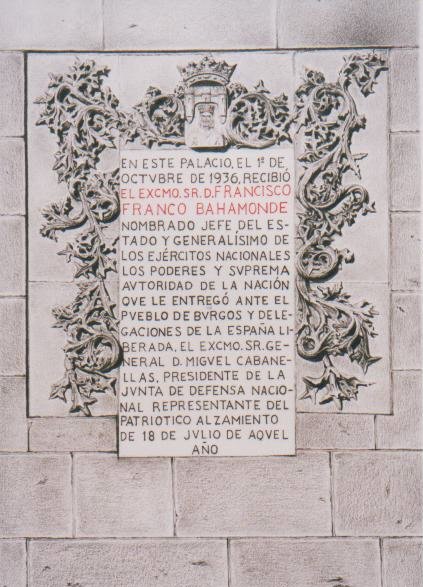 EN ESTE PALACIO, EL 1º DE
OCTVBRE DE 1936, RECIBIÓ
EL EXCMO. SR. D. FRANCISCO
FRANCO BAHAMONDE
NOMBRADO JEFE DEL ES-
TADO Y GENERALÍSIMO DE
LOS EJÉRCITOS NACIONALES
LOS PODERES Y SVPREMA
AVTORIDAD DE LA NACIÓN
QVE LE ENTREGÓ ANTE EL
PVEBLO DE BVRGOS Y DELE-
GACIONES DE LA ESPAÑA LI-
BERADA, EL EXCMO. SR. GE-
NERAL D. MIGVEL CABANE-
LLAS, PRESIDENTE DE LA
JVNTA DE DEFENSA NACIO-
NAL REPRESENTANTE DEL
PATRIÓTICO ALZAMIENTO
DE 18 DE JVLIO DE AQVEL
AÑO